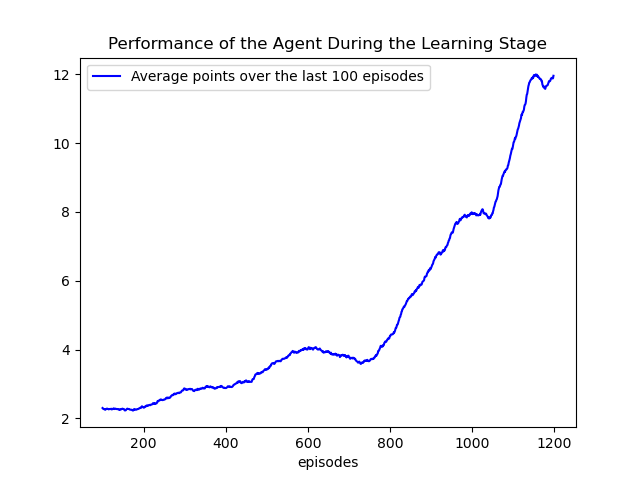 Performance of the Agent During the Learning Stage
Average points over the last 100 episodes
12
10
8
6
4
2
200 400 600 800 1000 1200
episodes